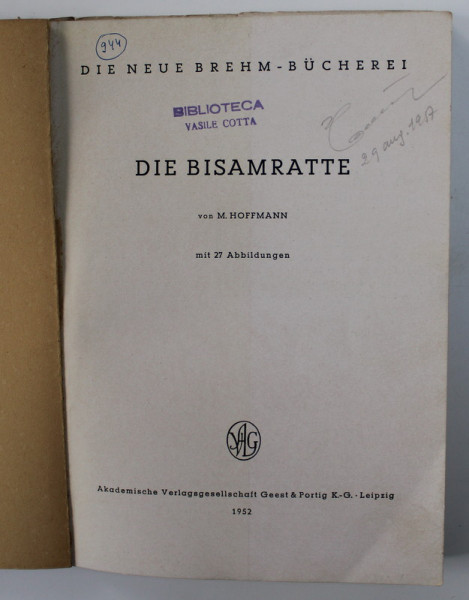 944
DIE NEUE BREHM-BÜCHEREI
BIBLIOTECA
VASILE COTTA
29 aug. 1957
DIE BISAMRATTE
von M. HOFFMANN
mit 27 Abbildungen
Akademische Verlagsgesellschaft Geest & Portig K.-G. - Leipzig
1952